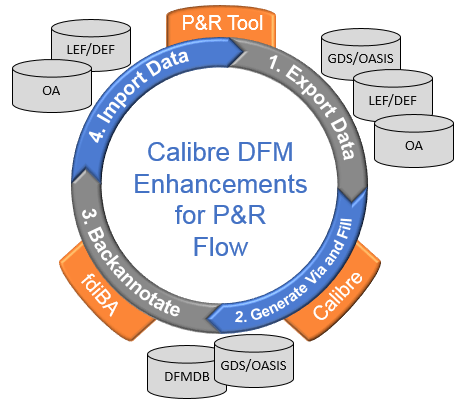 P&R Tool
LEF/DEF
OA
GDS/OASIS
LEF/DEF
OA
1. Export Data
2. Generate Via and Fill
3. Backannotate
4. Import Data
Calibre DFM
Enhancements
for P&R
Flow
fdiBA
Calibre
DFMDB
GDS/OASIS